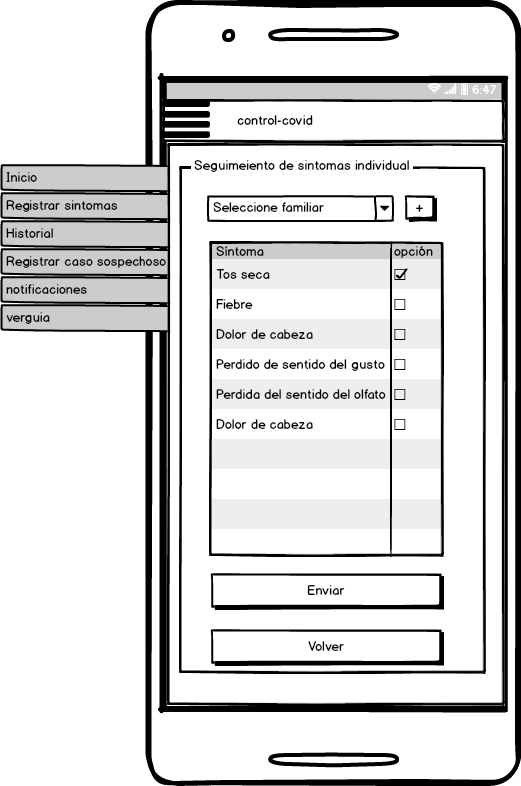 6:47
control-covid
Inicio
Registrar sintomas
Historial
Registrar caso sospechoso
notificaciones
verguia
Seguimeiento de sintomas individual
Seleccione familiar
+
Síntoma opción
Tos seca
Fiebre
Dolor de cabeza
Perdido de sentido del gusto
Perdida del sentido del olfato
Dolor de cabeza
Enviar
Volver